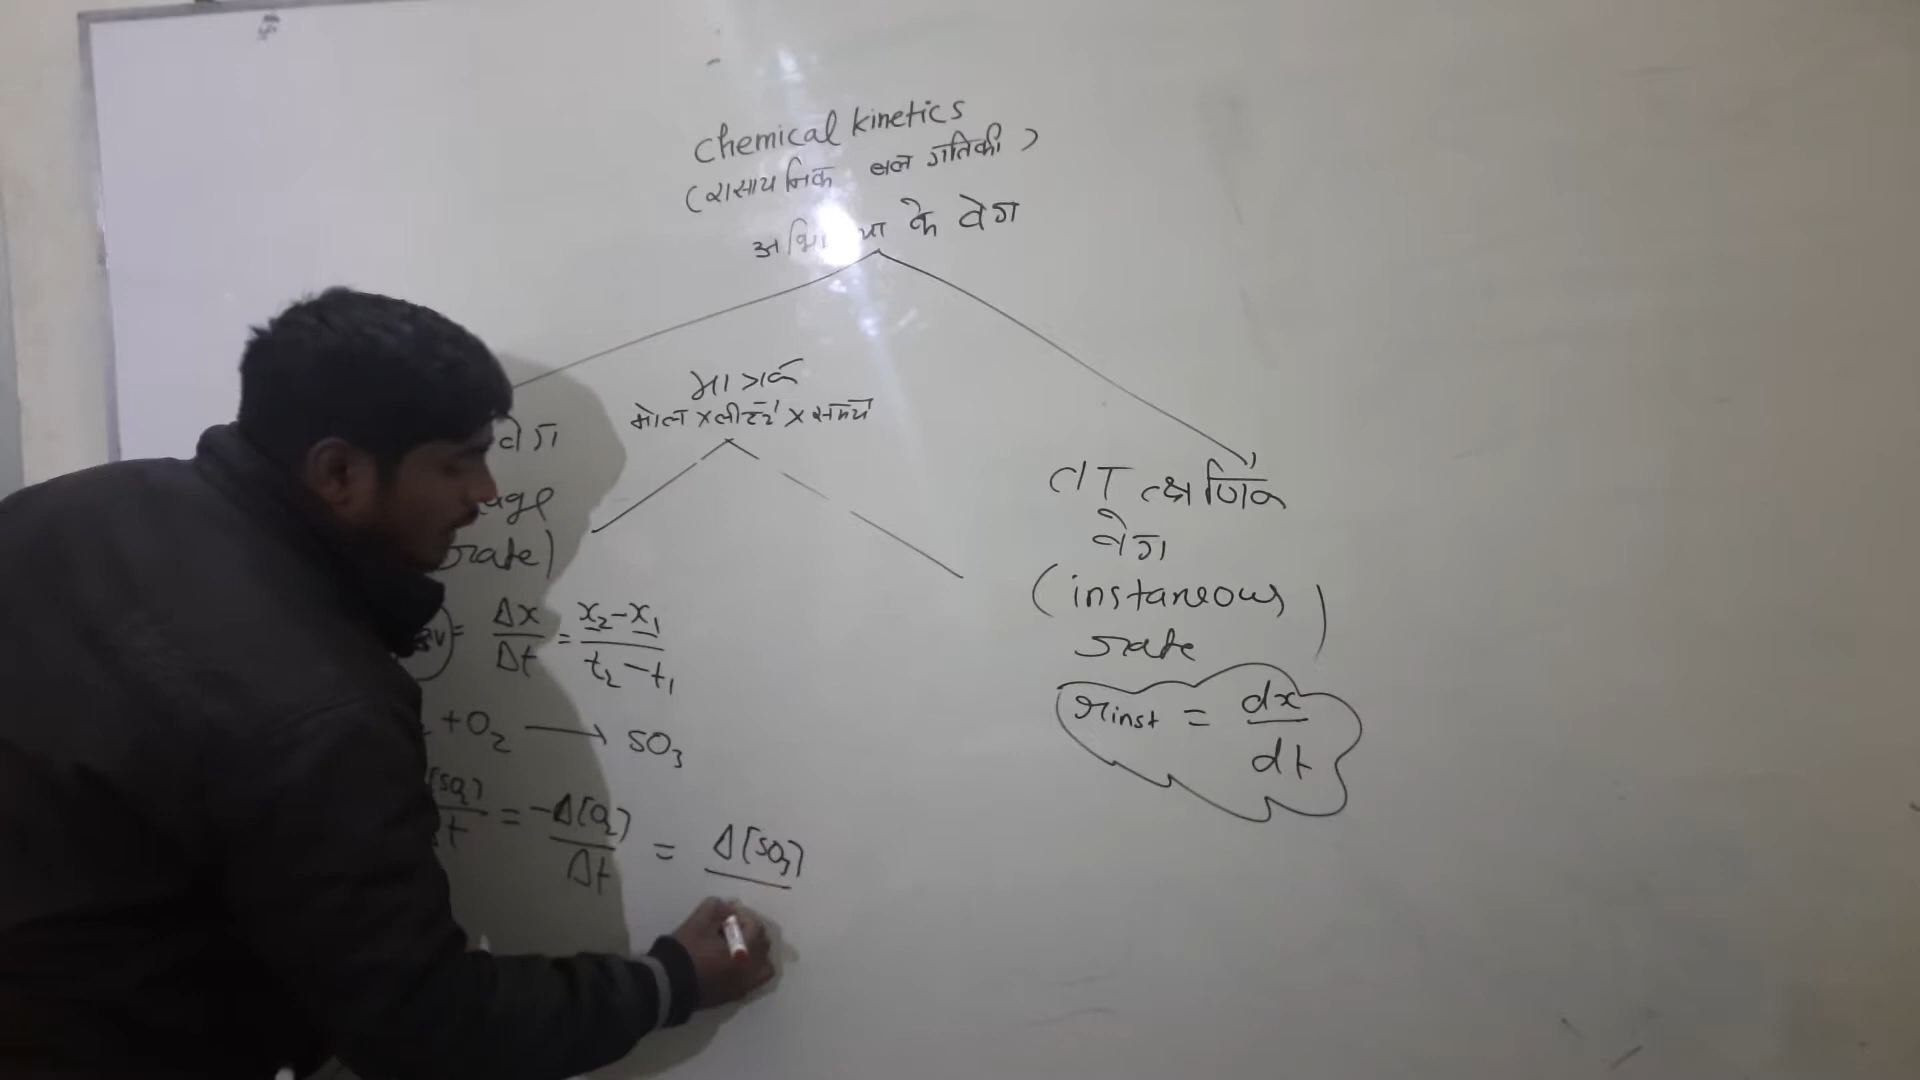 chemical kinetics
(रासायनिक बल गतिकी)
के वेग
मात्रक
मोल × लीटर⁻¹ × समय⁻¹
वेग
rate)
= Δx/Δt = x₂-x₁/t₂-t₁
+O₂ ⟶ SO₃
= -Δ[O₂]/Δt = Δ[SO₃]
तात्क्षणिक
वेग
(instaneous
rate)
rinst = dx/dt